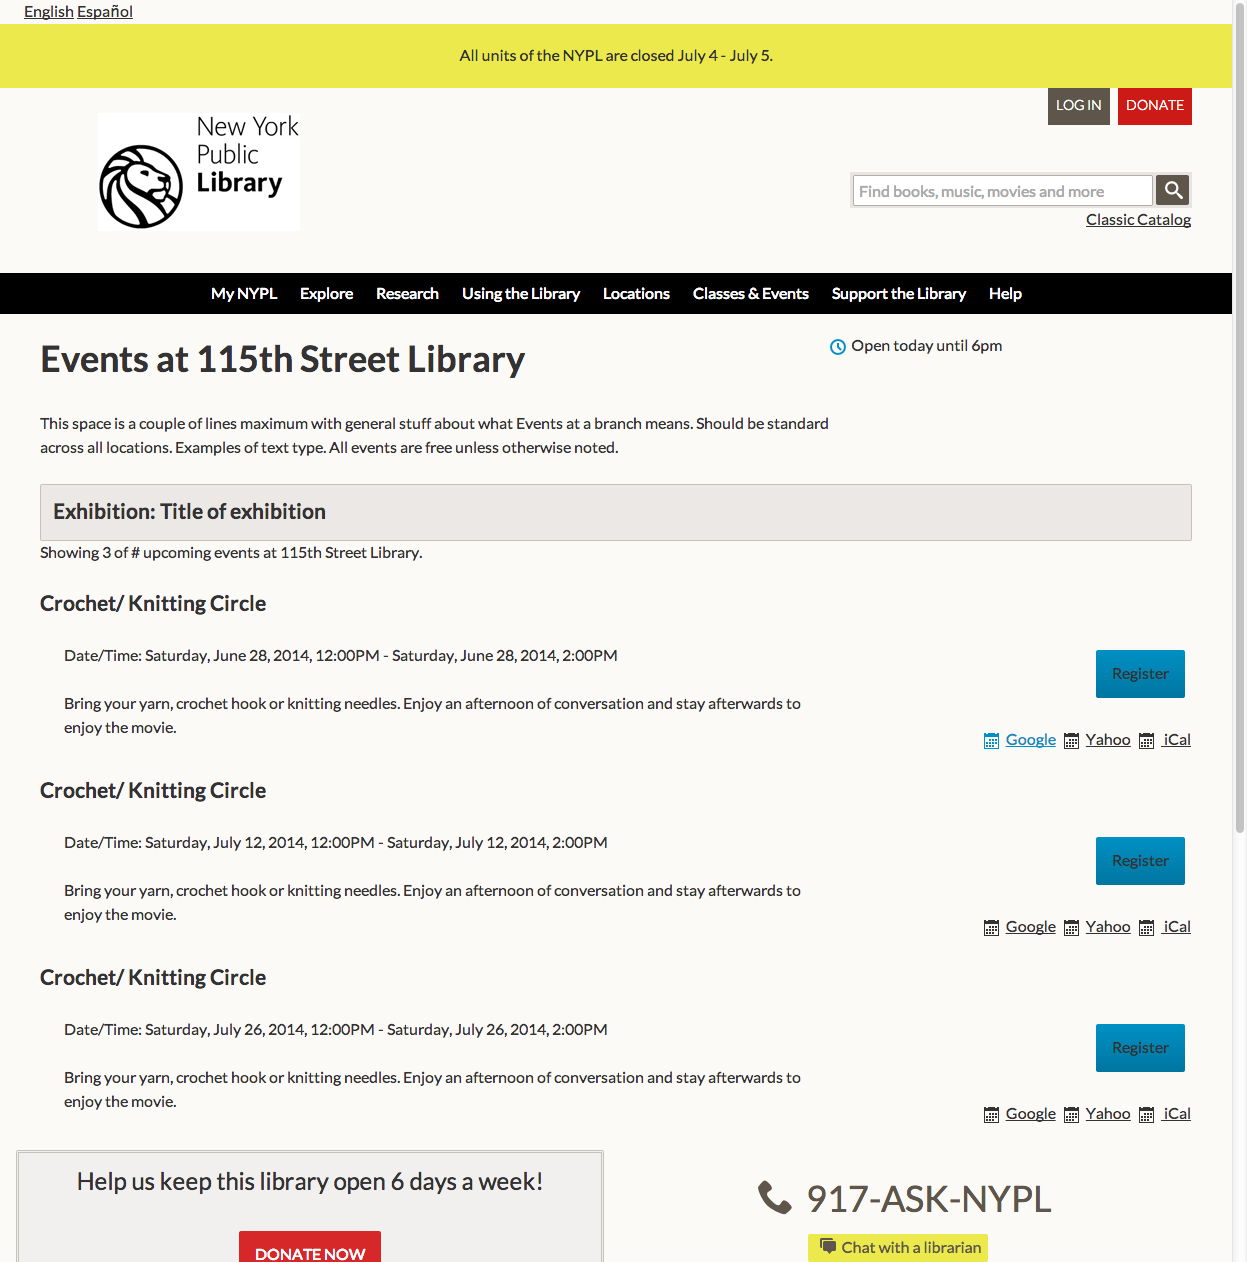 English Español
All units of the NYPL are closed July 4 - July 5.
LOG IN DONATE
New York
Public
Library
Find books, music, movies and more
Classic Catalog
My NYPL Explore Research Using the Library Locations Classes & Events Support the Library Help
Events at 115th Street Library
Open today until 6pm
This space is a couple of lines maximum with general stuff about what Events at a branch means. Should be standard
across all locations. Examples of text type. All events are free unless otherwise noted.
Exhibition: Title of exhibition
Showing 3 of # upcoming events at 115th Street Library.
Crochet/ Knitting Circle
Date/Time: Saturday, June 28, 2014, 12:00PM - Saturday, June 28, 2014, 2:00PM
Register
Bring your yarn, crochet hook or knitting needles. Enjoy an afternoon of conversation and stay afterwards to
enjoy the movie.
Google Yahoo iCal
Crochet/ Knitting Circle
Date/Time: Saturday, July 12, 2014, 12:00PM - Saturday, July 12, 2014, 2:00PM
Register
Bring your yarn, crochet hook or knitting needles. Enjoy an afternoon of conversation and stay afterwards to
enjoy the movie.
Google Yahoo iCal
Crochet/ Knitting Circle
Date/Time: Saturday, July 26, 2014, 12:00PM - Saturday, July 26, 2014, 2:00PM
Register
Bring your yarn, crochet hook or knitting needles. Enjoy an afternoon of conversation and stay afterwards to
enjoy the movie.
Google Yahoo iCal
Help us keep this library open 6 days a week!
DONATE NOW
917-ASK-NYPL
Chat with a librarian